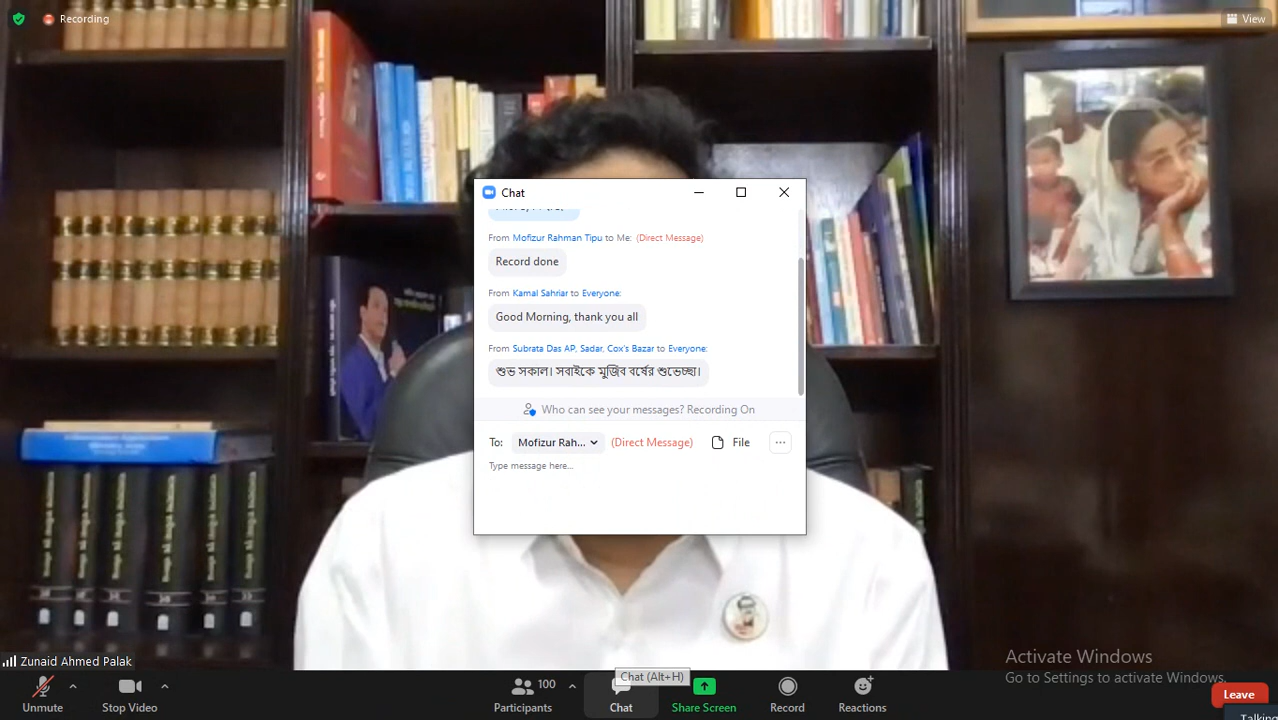 Recording
View
Chat
From Mofizur Rahman Tipu to Me: (Direct Message)
Record done
From Kamal Sahriar to Everyone:
Good Morning, thank you all
From Subrata Das AP, Sadar, Cox's Bazar to Everyone:
শুভ সকাল। সবাইকে মুজিব বর্ষের শুভেচ্ছা।
Who can see your messages? Recording On
To: Mofizur Rah... (Direct Message) File ...
Type message here...
Zunaid Ahmed Palak
Activate Windows
Go to Settings to activate Windows.
Chat (Alt+H)
100
Unmute Stop Video Participants Chat Share Screen Record Reactions Leave
Talking